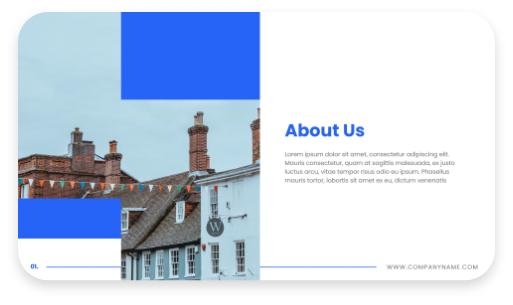 About Us
Lorem ipsum dolor sit amet, consectetur adipiscing elit.
Mauris consectetur, quam at sagittis malesuada, ex justo
luctus arcu, vitae tempor risus odio eu ipsum. Phasellus
mauris tortor, lobortis sit amet ex eu, dictum venenatis
W
01.
WWW.COMPANYNAME.COM